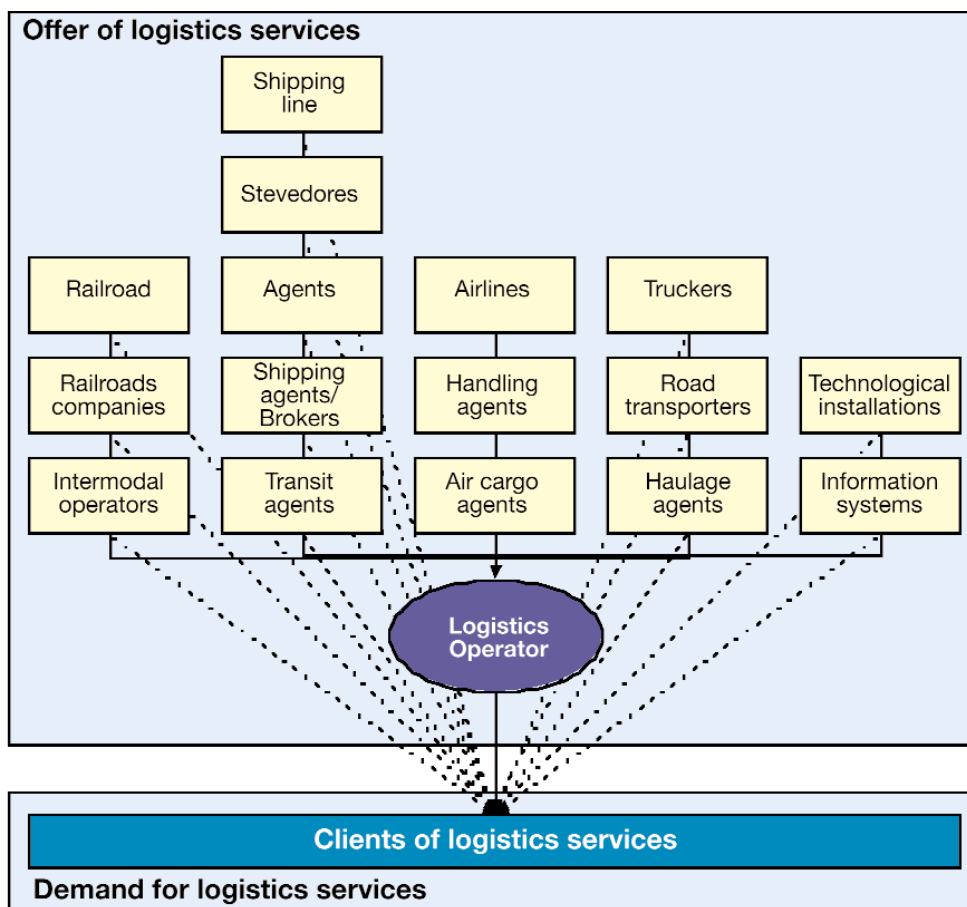 Offer of logistics services
Shipping
line
Stevedores
Railroad
Agents
Airlines
Truckers
Railroads
companies
Shipping
agents/
Brokers
Handling
agents
Road
transporters
Technological
installations
Intermodal
operators
Transit
agents
Air cargo
agents
Haulage
agents
Information
systems
Logistics
Operator
Clients of logistics services
Demand for logistics services